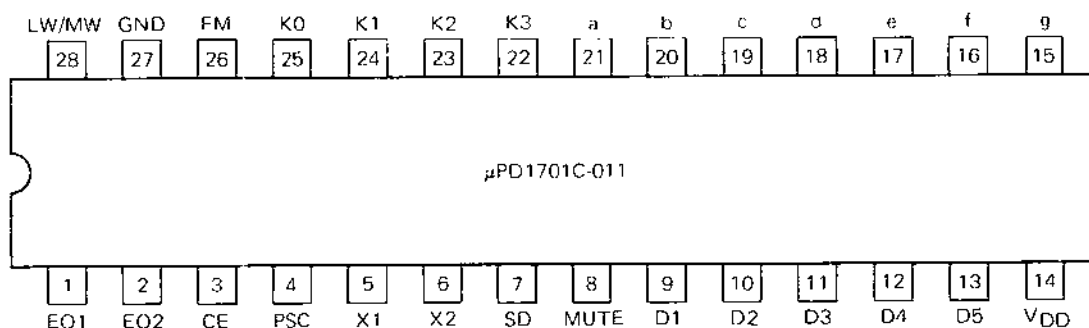 LW/MW GND FM K0 K1 K2 K3 a b c d e f g
28 27 26 25 24 23 22 21 20 19 18 17 16 15
μPD1701C-011
1 2 3 4 5 6 7 8 9 10 11 12 13 14
EO1 EO2 CE PSC X1 X2 SD MUTE D1 D2 D3 D4 D5 VDD